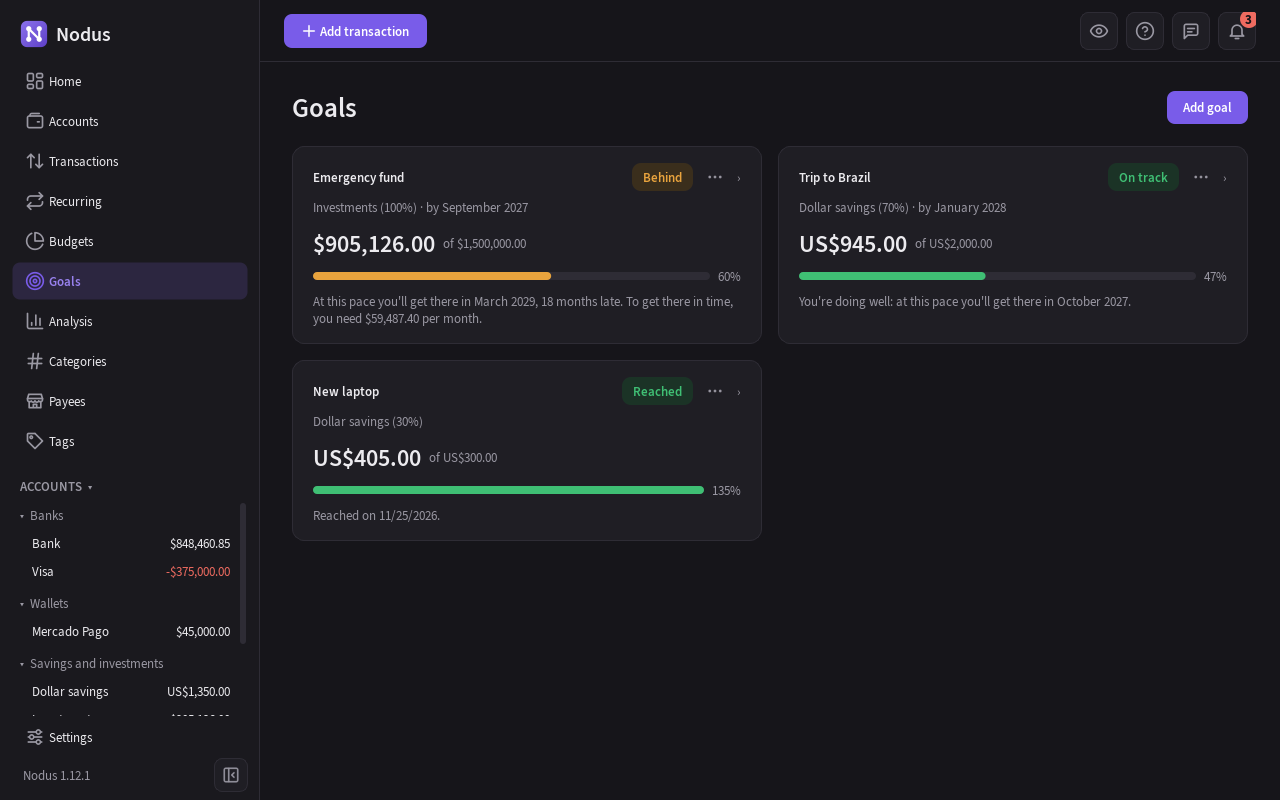 Nodus
Home
Accounts
Transactions
Recurring
Budgets
Goals
Analysis
Categories
Payees
Tags
ACCOUNTS
Banks
Bank $848,460.85
Visa -$375,000.00
Wallets
Mercado Pago $45,000.00
Savings and investments
Dollar savings US$1,350.00
Settings
Nodus 1.12.1
Add transaction
3
Goals
Add goal
Emergency fund Behind
Investments (100%) · by September 2027
$905,126.00 of $1,500,000.00
60%
At this pace you'll get there in March 2029, 18 months late. To get there in time,
you need $59,487.40 per month.
Trip to Brazil On track
Dollar savings (70%) · by January 2028
US$945.00 of US$2,000.00
47%
You're doing well: at this pace you'll get there in October 2027.
New laptop Reached
Dollar savings (30%)
US$405.00 of US$300.00
135%
Reached on 11/25/2026.